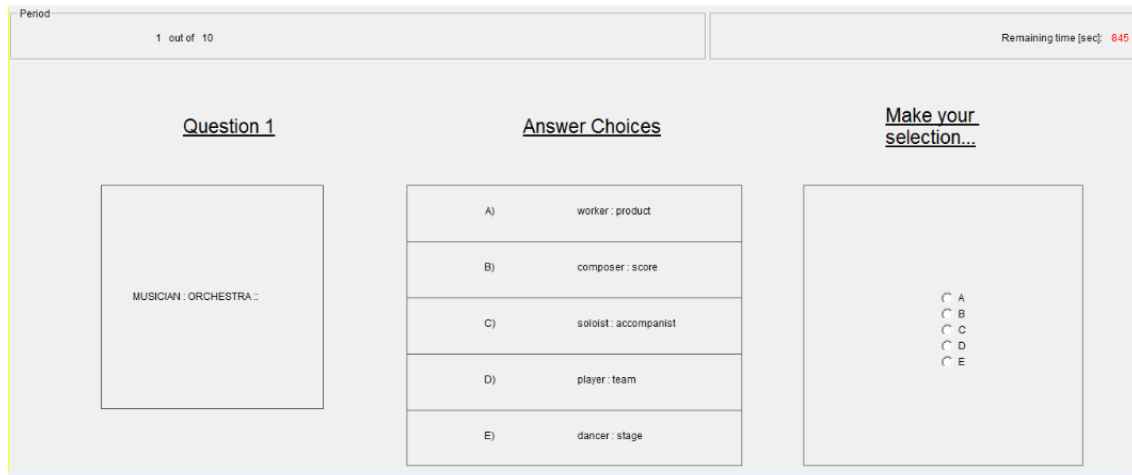 Period
1 out of 10
Remaining time [sec]: 845
Question 1
Answer Choices
Make your
selection...
MUSICIAN : ORCHESTRA ::
A) worker : product
B) composer : score
C) soloist : accompanist
D) player : team
E) dancer : stage
A
B
C
D
E